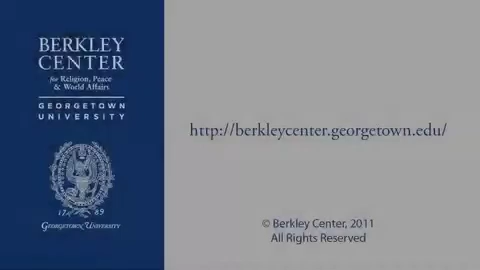 BERKLEY
CENTER
for Religion, Peace
& World Affairs
GEORGETOWN
UNIVERSITY
17 89
GEORGETOWN UNIVERSITY
http://berkleycenter.georgetown.edu/
© Berkley Center, 2011
All Rights Reserved